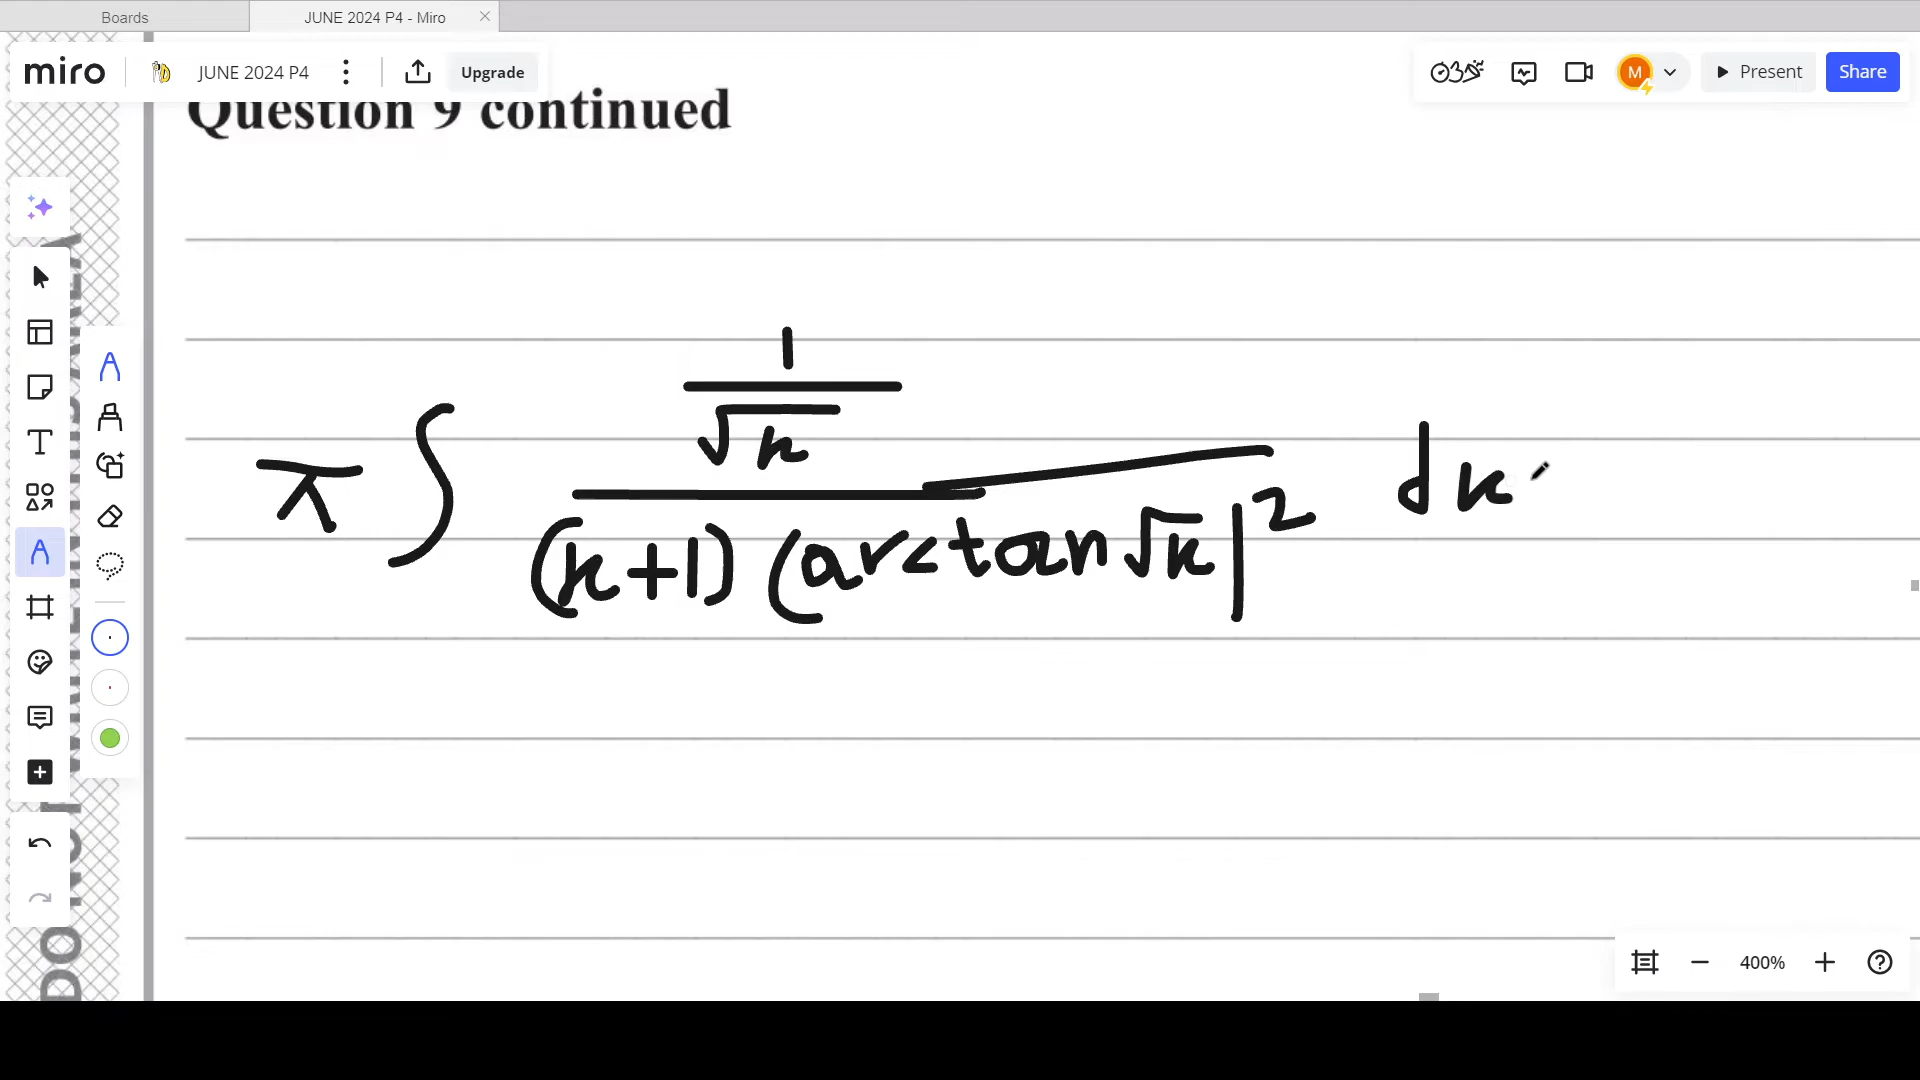 Boards
JUNE 2024 P4 - Miro
miro
JUNE 2024 P4
Upgrade
M
Present
Share
Question 9 continued
π∫ (1/√x) / ((x+1)(arctan√x)²) dx
400%
DO